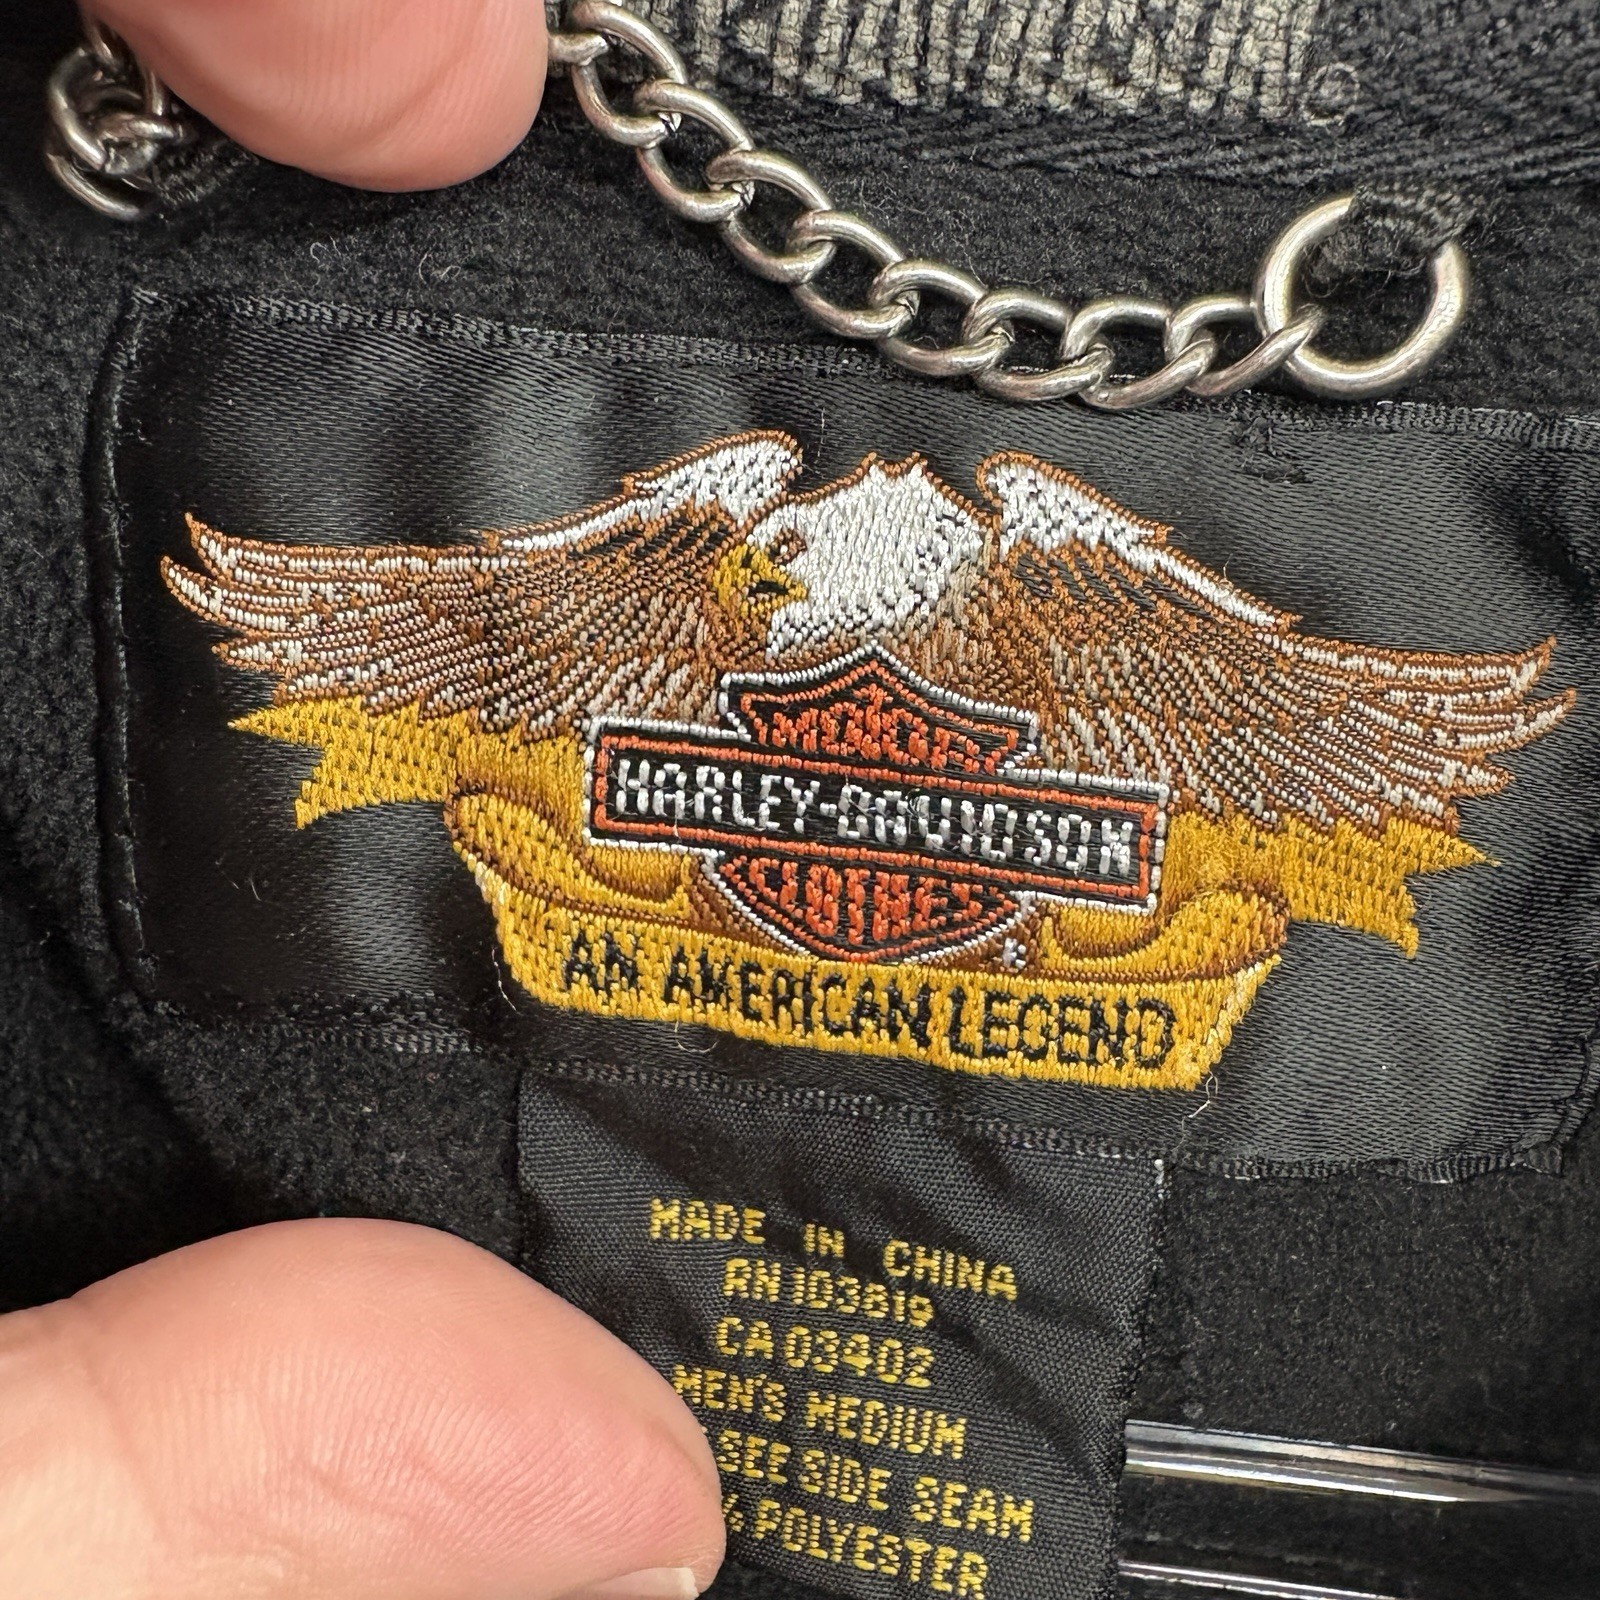 MOTOR
HARLEY-DAVIDSON
CLOTHES
AN AMERICAN LEGEND
MADE IN CHINA
RN 103819
CA 03402
MEN'S MEDIUM
SEE SIDE SEAM
% POLYESTER